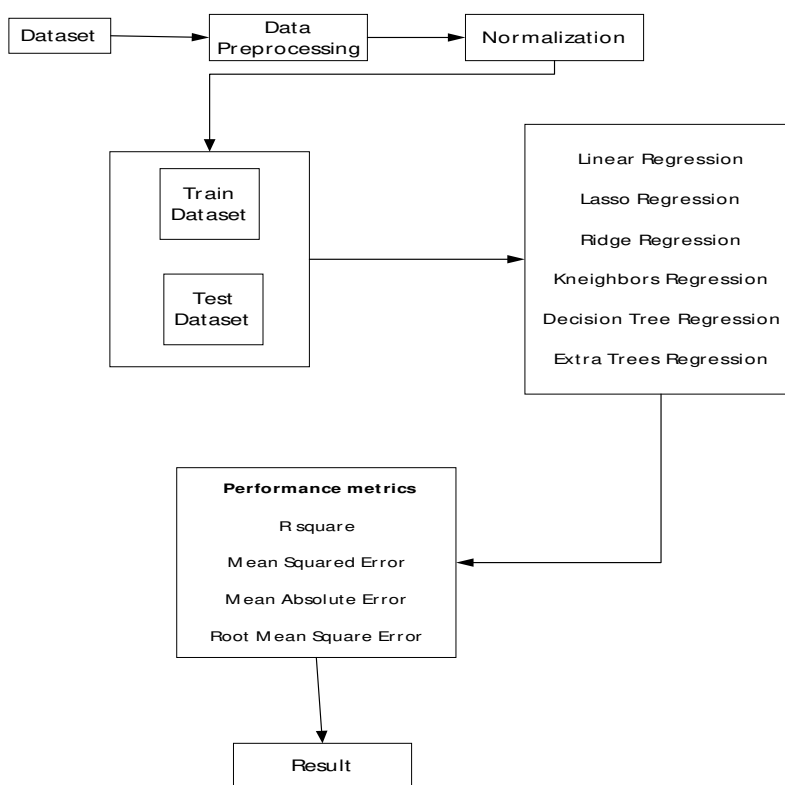 Dataset
Data
Preprocessing
Normalization
Train
Dataset
Test
Dataset
Linear Regression
Lasso Regression
Ridge Regression
Kneighbors Regression
Decision Tree Regression
Extra Trees Regression
Performance metrics
R square
Mean Squared Error
Mean Absolute Error
Root Mean Square Error
Result